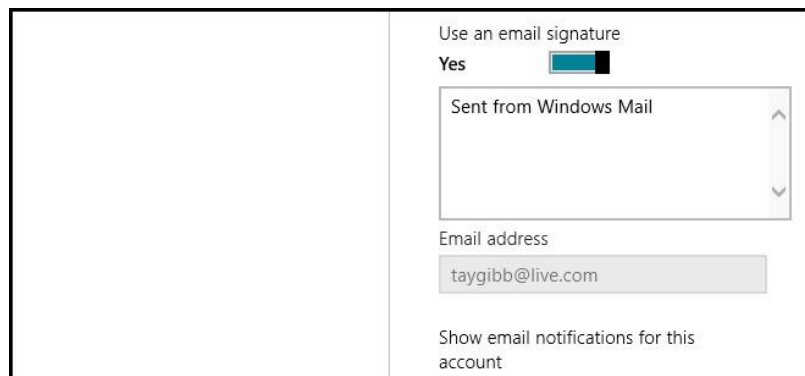 Use an email signature
Yes
Sent from Windows Mail
Email address
taygibb@live.com
Show email notifications for this
account